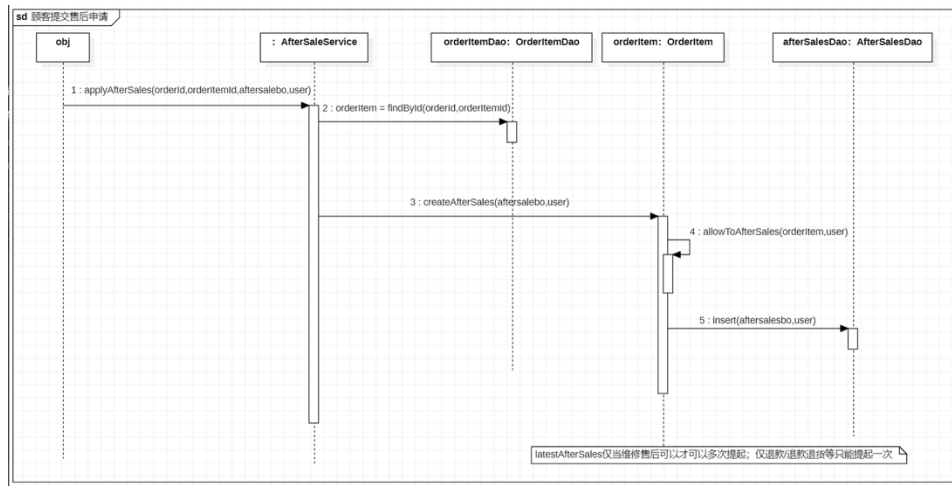 sd 顾客提交售后申请
obj
: AfterSaleService
orderItemDao: OrderItemDao
orderItem: OrderItem
afterSalesDao: AfterSalesDao
1 : applyAfterSales(orderId,orderItemId,aftersalebo,user)
2 : orderItem = findById(orderId,orderItemId)
3 : createAfterSales(aftersalebo,user)
4 : allowToAfterSales(orderItem,user)
5 : insert(aftersalesbo,user)
latestAfterSales仅当维修售后可以才可以多次提起；仅退款/退款退货等只能提起一次